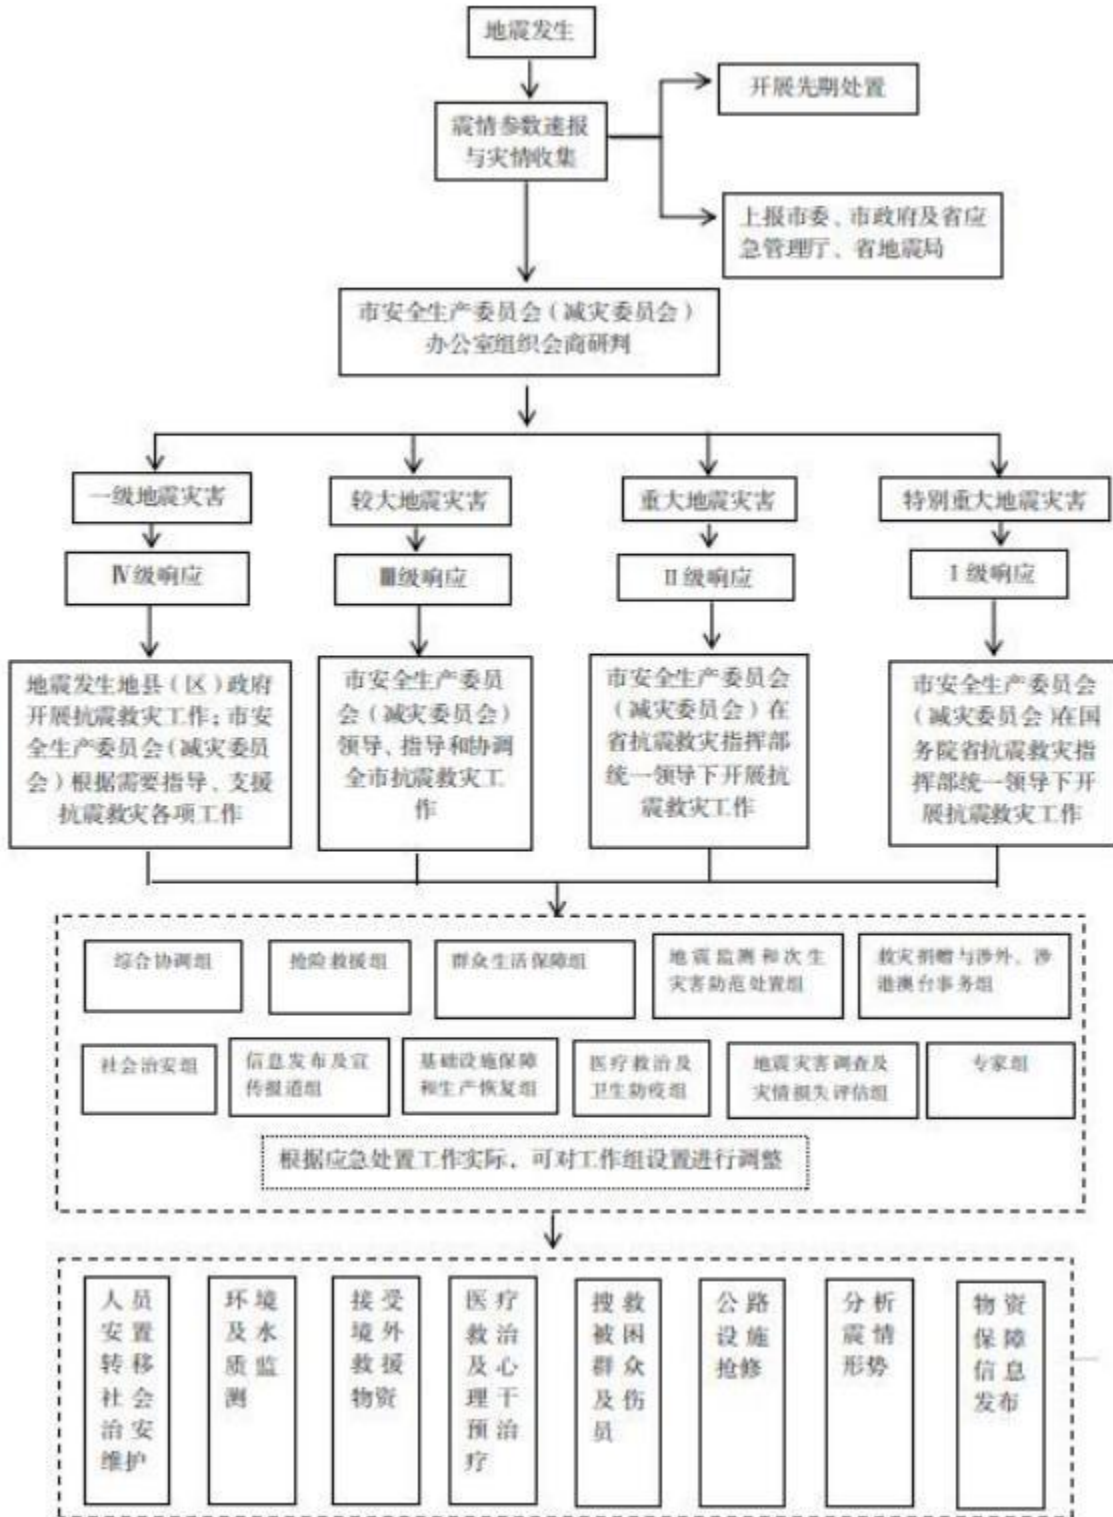 地震发生
震情参数速报
与灾情收集
开展先期处置
上报市委、市政府及省应
急管理厅、省地震局
市安全生产委员会（减灾委员会）
办公室组织会商研判
一级地震灾害
较大地震灾害
重大地震灾害
特别重大地震灾害
Ⅳ级响应
Ⅲ级响应
Ⅱ级响应
Ⅰ级响应
地震发生地县（区）政府
开展抗震救灾工作；市安
全生产委员会（减灾委员
会）根据需要指导、支援
抗震救灾各项工作
市安全生产委员
会（减灾委员会）
领导、指导和协调
全市抗震救灾工
作
市安全生产委员会
（减灾委员会）在
省抗震救灾指挥部
统一领导下开展抗
震救灾工作
市安全生产委员会
（减灾委员会）在国
务院省抗震救灾指
挥部统一领导下开
展抗震救灾工作
综合协调组
抢险救援组
群众生活保障组
地震监测和次生
灾害防范处置组
救灾捐赠与涉外、涉
港澳台事务组
社会治安组
信息发布及宣
传报道组
基础设施保障
和生产恢复组
医疗救治及
卫生防疫组
地震灾害调查及
灾情损失评估组
专家组
根据应急处置工作实际，可对工作组设置进行调整
人员
安置
转移
社会
治安
维护
环境
及水
质监
测
接受
境外
救援
物资
医疗
救治
及心
理干
预治
疗
搜救
被困
群众
及伤
员
公路
设施
抢修
分析
震情
形势
物资
保障
信息
发布